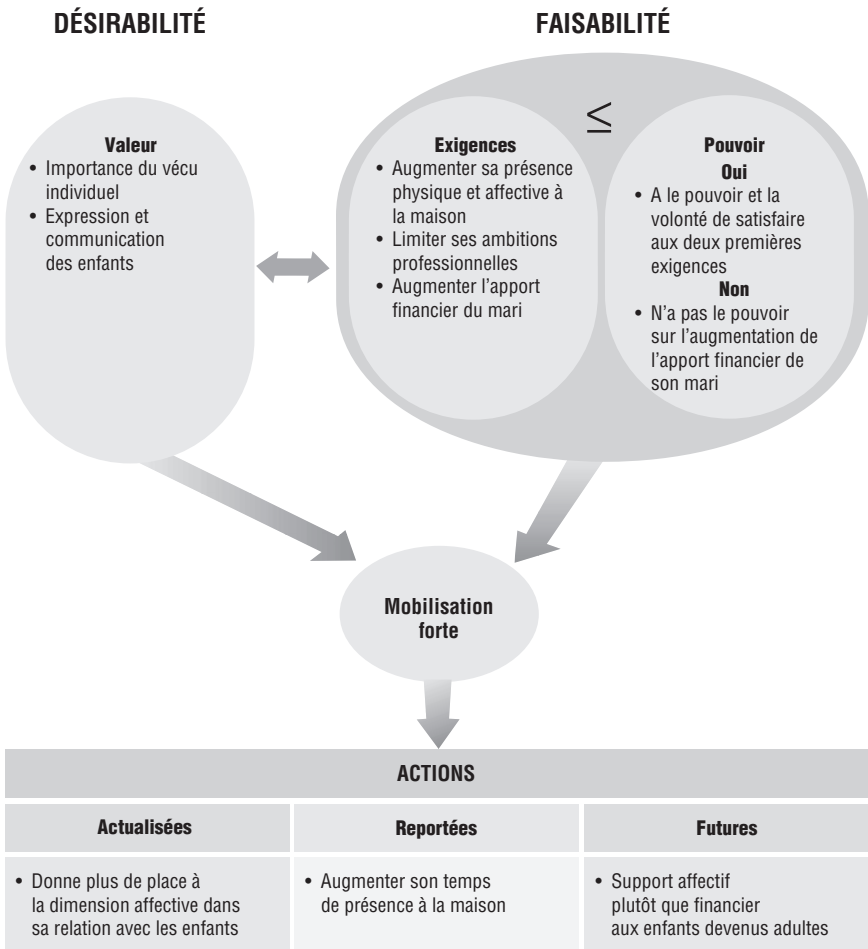 DÉSIRABILITÉ
FAISABILITÉ
Valeur
• Importance du vécu
individuel
• Expression et
communication
des enfants
≤
Exigences
• Augmenter sa présence
physique et affective à
la maison
• Limiter ses ambitions
professionnelles
• Augmenter l’apport
financier du mari
Pouvoir
Oui
• A le pouvoir et la
volonté de satisfaire
aux deux premières
exigences
Non
• N’a pas le pouvoir
sur l’augmentation de
l’apport financier de
son mari
Mobilisation
forte
ACTIONS
Actualisées
• Donne plus de place à
la dimension affective dans
sa relation avec les enfants
Reportées
• Augmenter son temps
de présence à la maison
Futures
• Support affectif
plutôt que financier
aux enfants devenus adultes